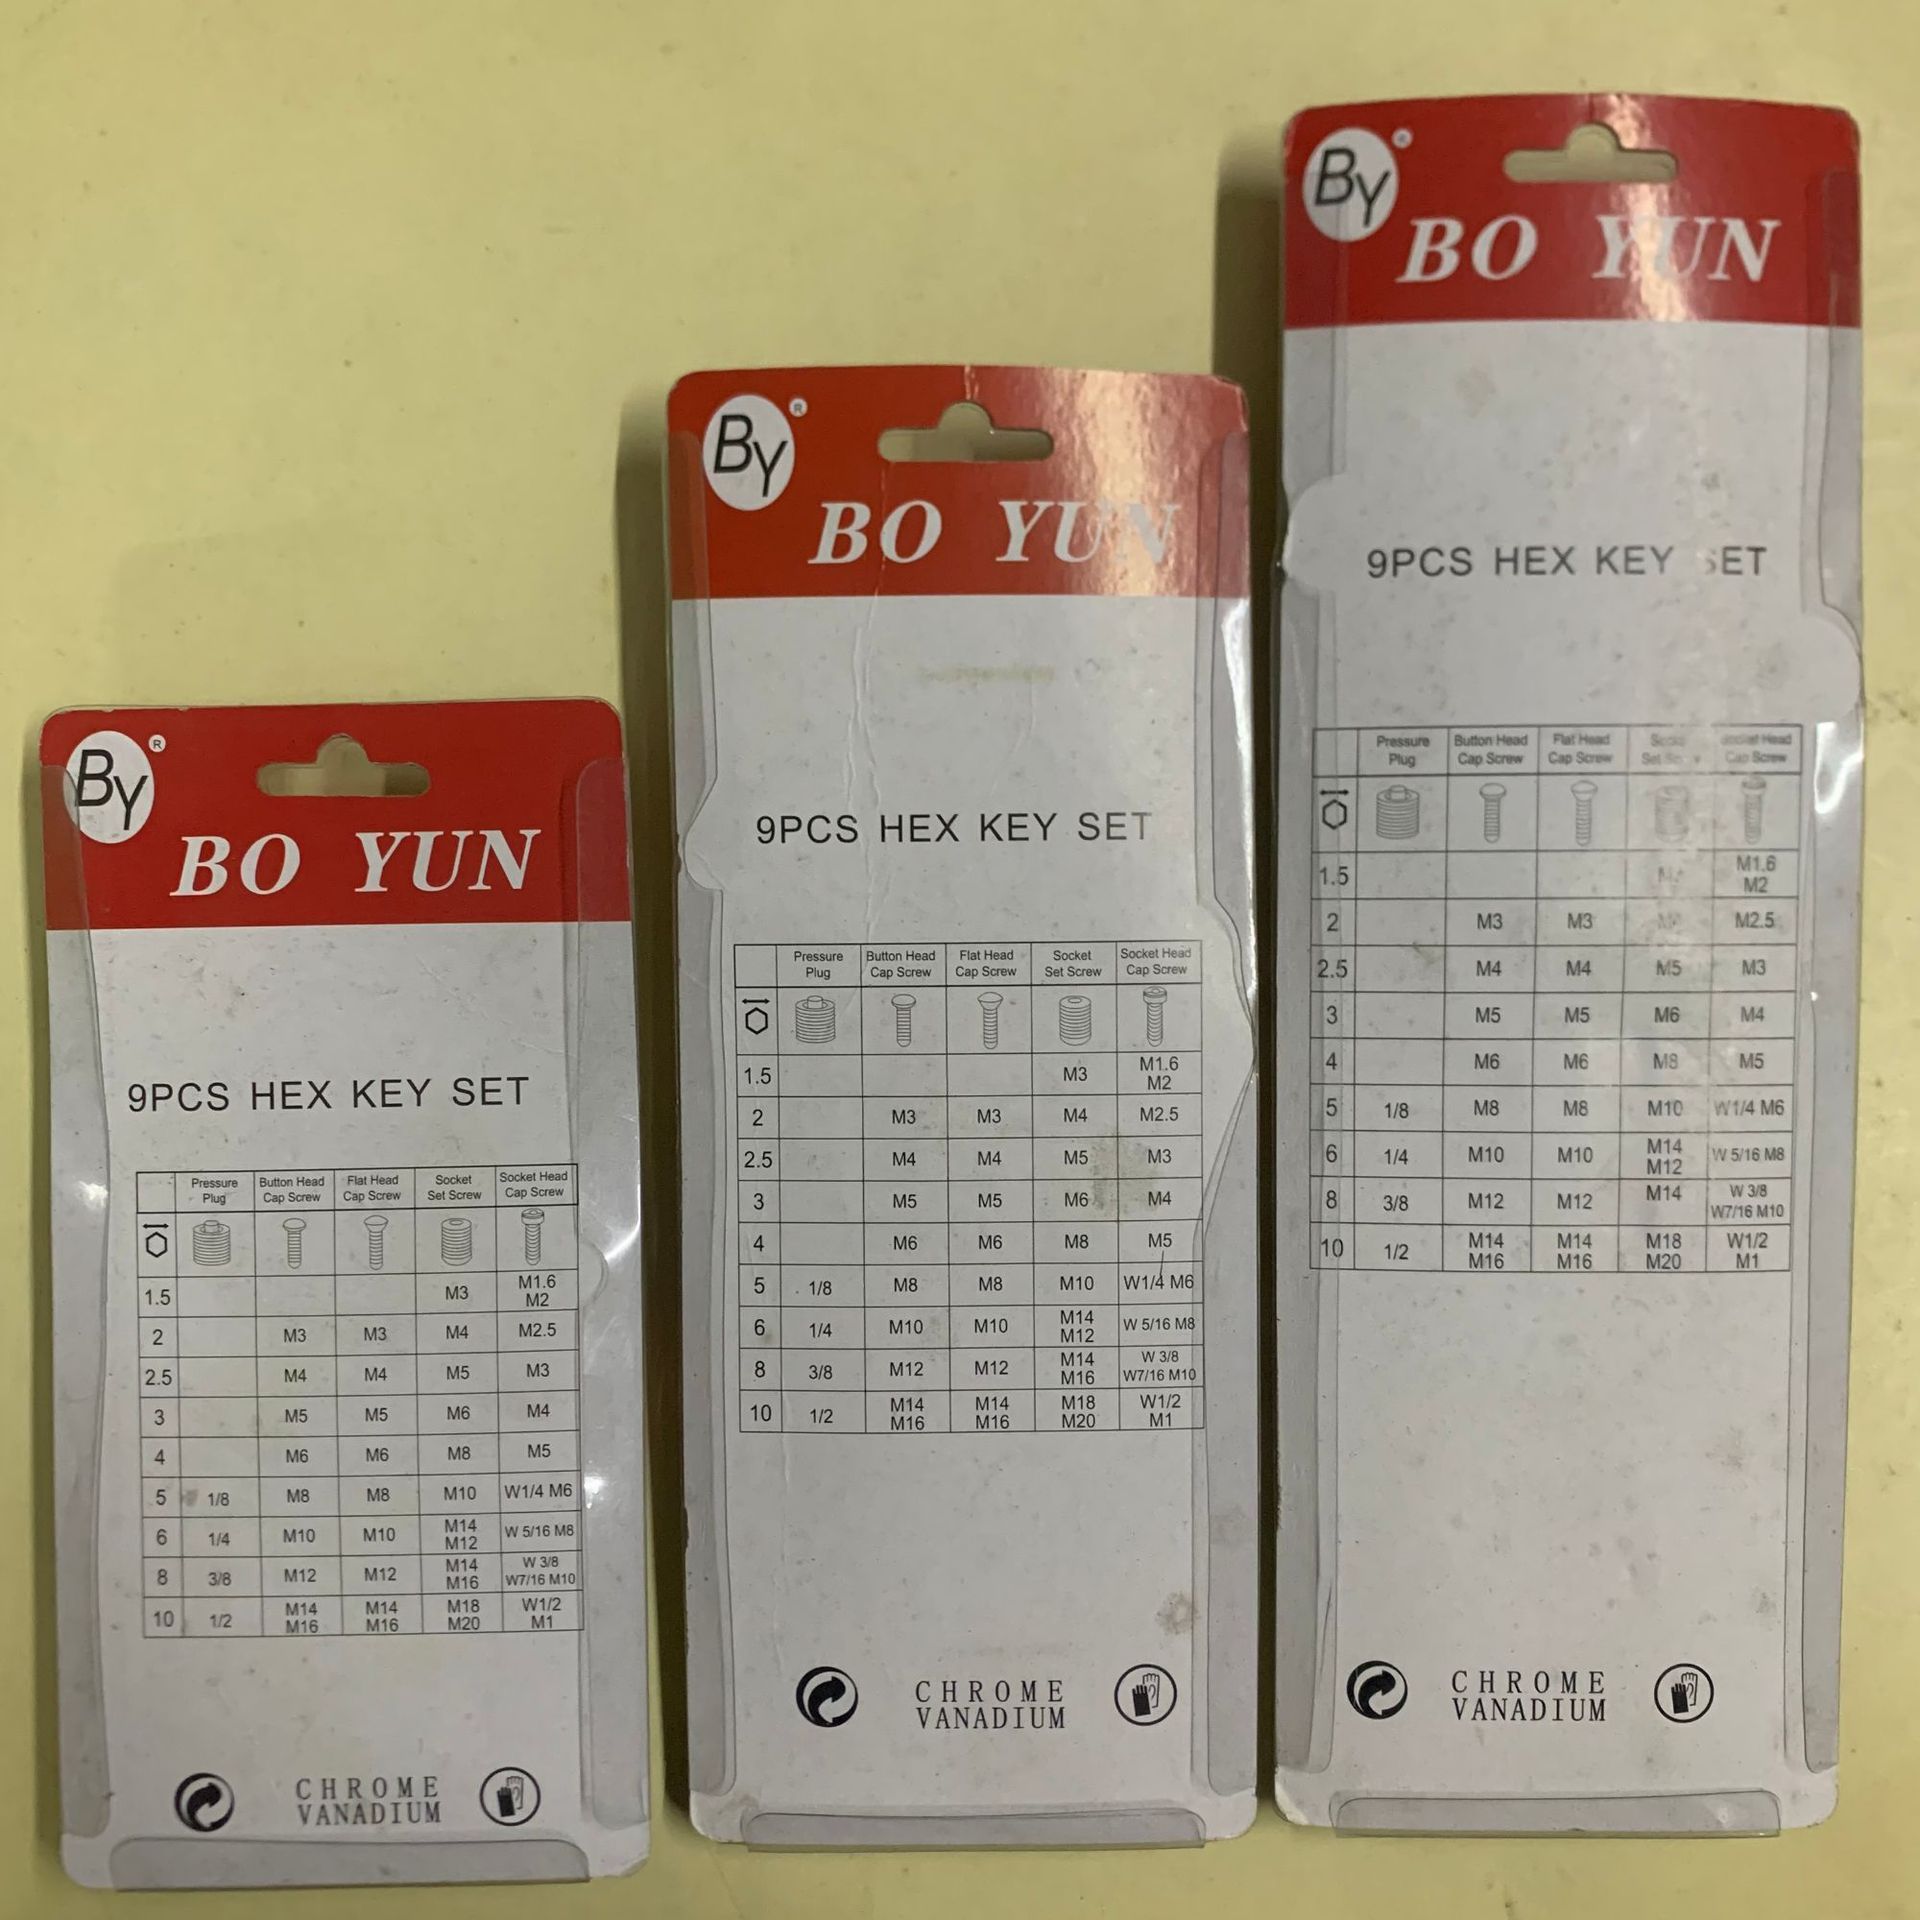 By ®
BO YUN
9PCS HEX KEY SET
Pressure Plug Button Head Cap Screw Flat Head Cap Screw Socket Set Screw Socket Head Cap Screw
1.5 M3 M1.6 M2
2 M3 M3 M4 M2.5
2.5 M4 M4 M5 M3
3 M5 M5 M6 M4
4 M6 M6 M8 M5
5 1/8 M8 M8 M10 W1/4 M6
6 1/4 M10 M10 M14 M12 W 5/16 M8
8 3/8 M12 M12 M14 M16 W 3/8 W7/16 M10
10 1/2 M14 M16 M14 M16 M18 M20 W1/2 M1
CHROME
VANADIUM
By ®
BO YUN
9PCS HEX KEY SET
Pressure Plug Button Head Cap Screw Flat Head Cap Screw Socket Set Screw Socket Head Cap Screw
1.5 M3 M1.6 M2
2 M3 M3 M4 M2.5
2.5 M4 M4 M5 M3
3 M5 M5 M6 M4
4 M6 M6 M8 M5
5 1/8 M8 M8 M10 W1/4 M6
6 1/4 M10 M10 M14 M12 W 5/16 M8
8 3/8 M12 M12 M14 M16 W 3/8 W7/16 M10
10 1/2 M14 M16 M14 M16 M18 M20 W1/2 M1
CHROME
VANADIUM
By ®
BO YUN
9PCS HEX KEY SET
Pressure Plug Button Head Cap Screw Flat Head Cap Screw Set Socket Head Cap Screw
1.5 M1.6 M2
2 M3 M3 M2.5
2.5 M4 M4 M5 M3
3 M5 M5 M6 M4
4 M6 M6 M8 M5
5 1/8 M8 M8 M10 W1/4 M6
6 1/4 M10 M10 M14 M12 W 5/16 M8
8 3/8 M12 M12 M14 W 3/8 W7/16 M10
10 1/2 M14 M16 M14 M16 M18 M20 W1/2 M1
CHROME
VANADIUM